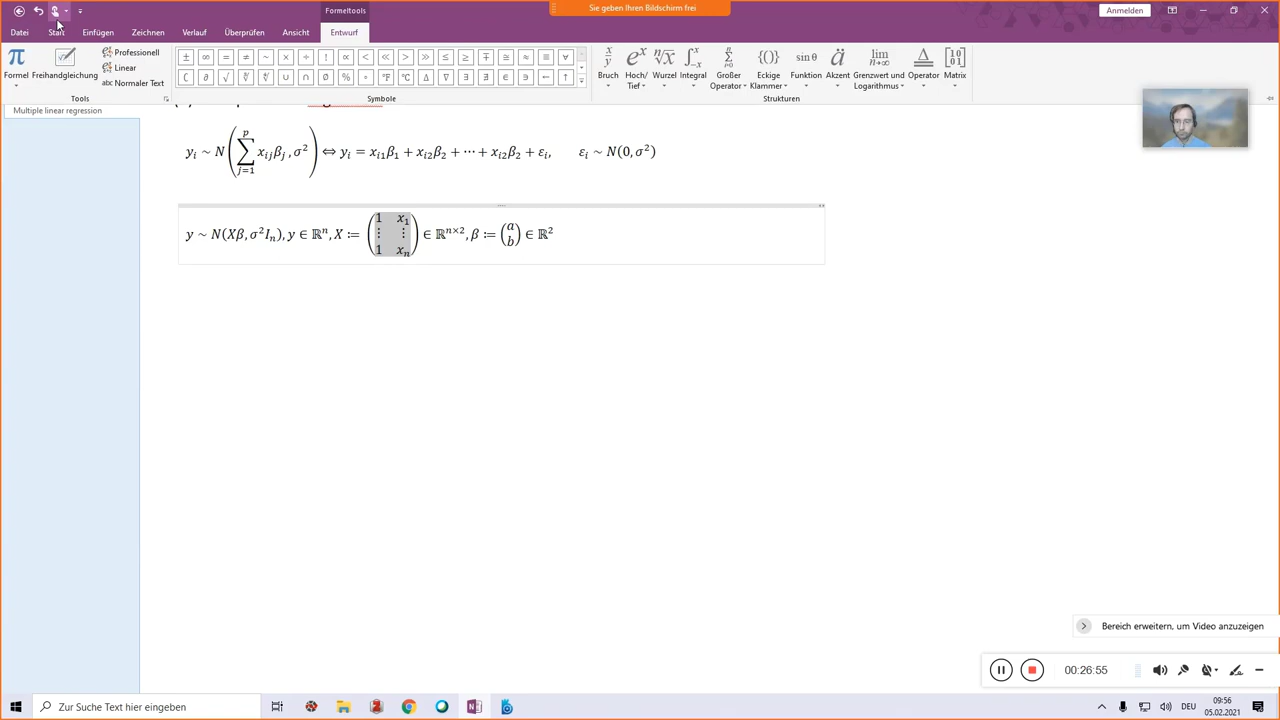 Formeltools
Sie geben Ihren Bildschirm frei
Anmelden
Datei Start Einfügen Zeichnen Verlauf Überprüfen Ansicht Entwurf
π Formel
Freihandgleichung
Professionell
Linear
abc Normaler Text
Tools
± ∞ = ≠ ~ × ÷ ! ∝ < ≪ > ≫ ≤ ≥ ∓ ≅ ≈ ≡ ∀
∁ ∂ √ ∛ ∜ ∪ ∩ ∅ % ∘ °F °C ∆ ∇ ∃ ∄ ∈ ∋ ← ↑
Symbole
Bruch
Hoch/Tief
Wurzel
Integral
Großer Operator
Eckige Klammer
Funktion
Akzent
Grenzwert und Logarithmus
Operator
Matrix
Strukturen
Multiple linear regression
y_i ~ N(∑_{j=1}^{p} x_{ij}β_j, σ²) ⇔ y_i = x_{i1}β_1 + x_{i2}β_2 + ⋯ + x_{i2}β_2 + ε_i, ε_i ~ N(0, σ²)
y ~ N(Xβ, σ²I_n), y ∈ ℝⁿ, X ≔ (1 x_1 ⋮ ⋮ 1 x_n) ∈ ℝ^{n×2}, β ≔ (a b) ∈ ℝ²
Bereich erweitern, um Video anzuzeigen
00:26:55
Zur Suche Text hier eingeben
DEU
09:56
05.02.2021